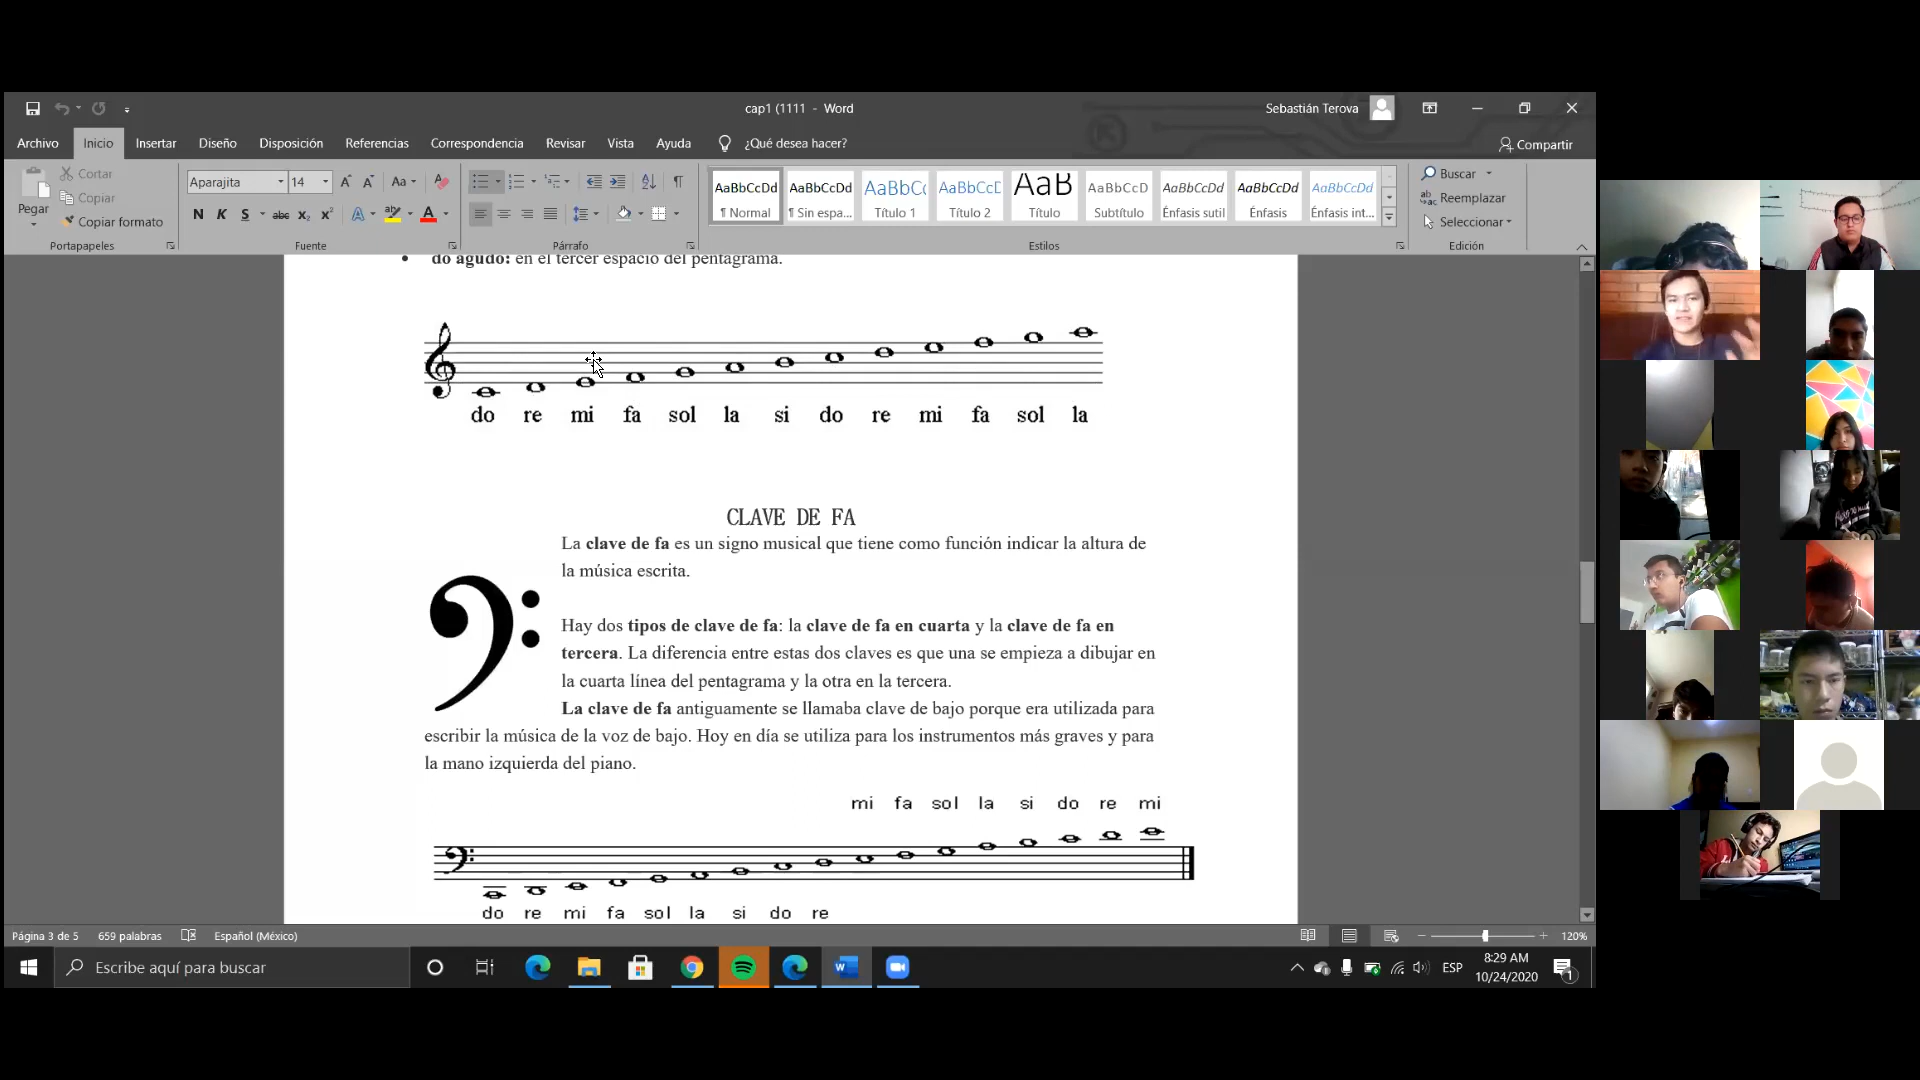 cap1 (1111 - Word
Sebastián Terova
Archivo Inicio Insertar Diseño Disposición Referencias Correspondencia Revisar Vista Ayuda ¿Qué desea hacer? Compartir
Pegar
Cortar
Copiar
Copiar formato
Portapapeles
Aparajita 14
N K S abc x₂ x²
Fuente
Párrafo
AaBbCcDd AaBbCcDd AaBbC( AaBbCcE AaB AaBbCcD AaBbCcDd AaBbCcDd AaBbCcDd
¶ Normal ¶ Sin espa... Título 1 Título 2 Título Subtítulo Énfasis sutil Énfasis Énfasis int...
Estilos
Buscar
Reemplazar
Seleccionar
Edición
• do agudo: en el tercer espacio del pentagrama.
do re mi fa sol la si do re mi fa sol la
CLAVE DE FA
La clave de fa es un signo musical que tiene como función indicar la altura de
la música escrita.
Hay dos tipos de clave de fa: la clave de fa en cuarta y la clave de fa en
tercera. La diferencia entre estas dos claves es que una se empieza a dibujar en
la cuarta línea del pentagrama y la otra en la tercera.
La clave de fa antiguamente se llamaba clave de bajo porque era utilizada para
escribir la música de la voz de bajo. Hoy en día se utiliza para los instrumentos más graves y para
la mano izquierda del piano.
mi fa sol la si do re mi
do re mi fa sol la si do re
Página 3 de 5 659 palabras Español (México) 120%
Escribe aquí para buscar
ESP
8:29 AM
10/24/2020
1